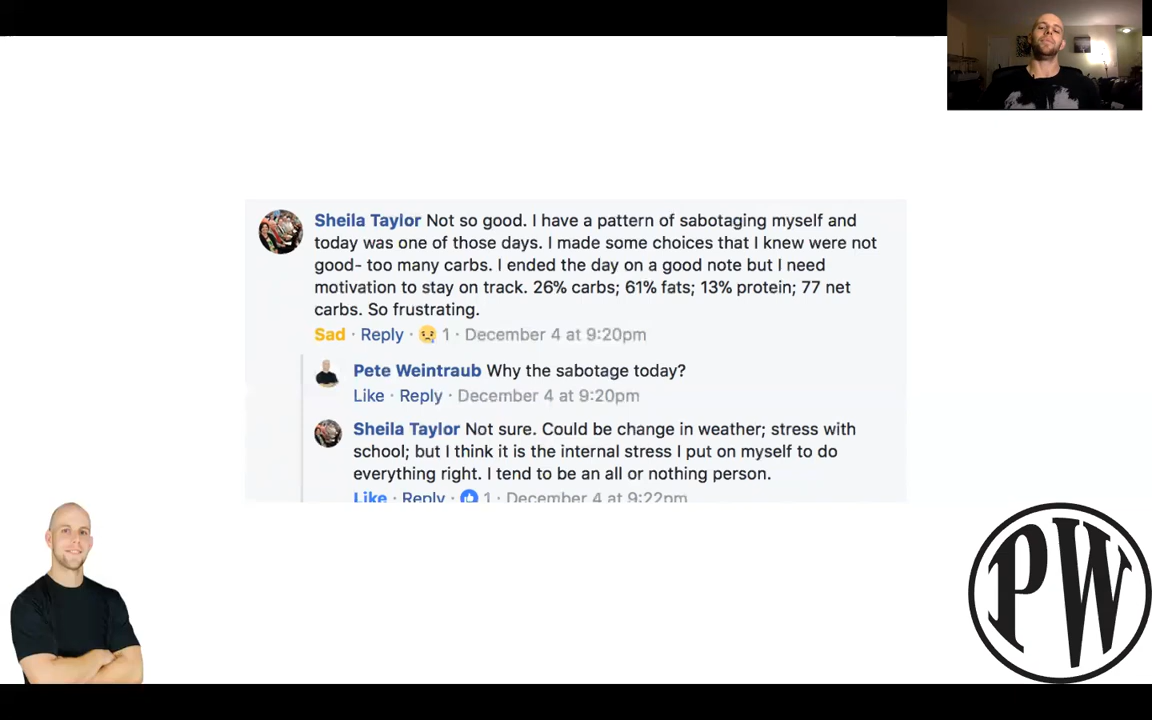 Sheila Taylor Not so good. I have a pattern of sabotaging myself and
today was one of those days. I made some choices that I knew were not
good- too many carbs. I ended the day on a good note but I need
motivation to stay on track. 26% carbs; 61% fats; 13% protein; 77 net
carbs. So frustrating.
Sad · Reply · 1 · December 4 at 9:20pm
Pete Weintraub Why the sabotage today?
Like · Reply · December 4 at 9:20pm
Sheila Taylor Not sure. Could be change in weather; stress with
school; but I think it is the internal stress I put on myself to do
everything right. I tend to be an all or nothing person.
Like · Reply · 1 · December 4 at 9:22pm
PW